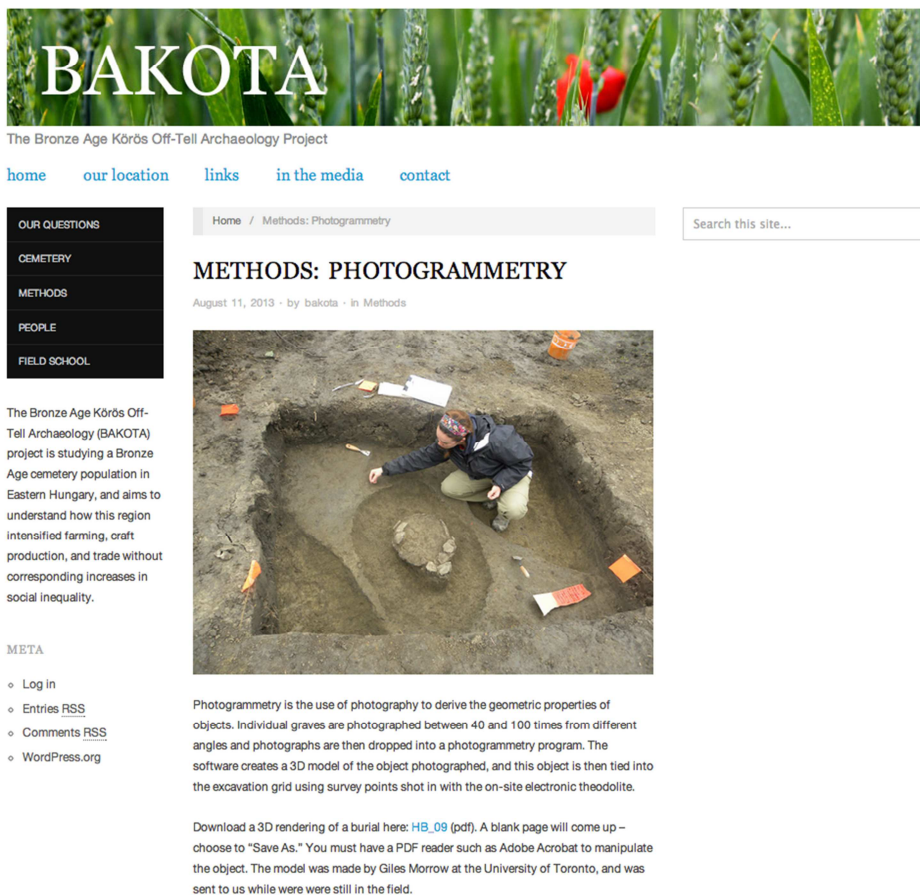 BAKOTA
The Bronze Age Körös Off-Tell Archaeology Project
home our location links in the media contact
OUR QUESTIONS
CEMETERY
METHODS
PEOPLE
FIELD SCHOOL
The Bronze Age Körös Off-
Tell Archaeology (BAKOTA)
project is studying a Bronze
Age cemetery population in
Eastern Hungary, and aims to
understand how this region
intensified farming, craft
production, and trade without
corresponding increases in
social inequality.
META
Log in
Entries RSS
Comments RSS
WordPress.org
Home / Methods: Photogrammetry
METHODS: PHOTOGRAMMETRY
August 11, 2013 · by bakota · in Methods
Photogrammetry is the use of photography to derive the geometric properties of
objects. Individual graves are photographed between 40 and 100 times from different
angles and photographs are then dropped into a photogrammetry program. The
software creates a 3D model of the object photographed, and this object is then tied into
the excavation grid using survey points shot in with the on-site electronic theodolite.
Download a 3D rendering of a burial here: HB_09 (pdf). A blank page will come up –
choose to “Save As.” You must have a PDF reader such as Adobe Acrobat to manipulate
the object. The model was made by Giles Morrow at the University of Toronto, and was
sent to us while were were still in the field.
Search this site...